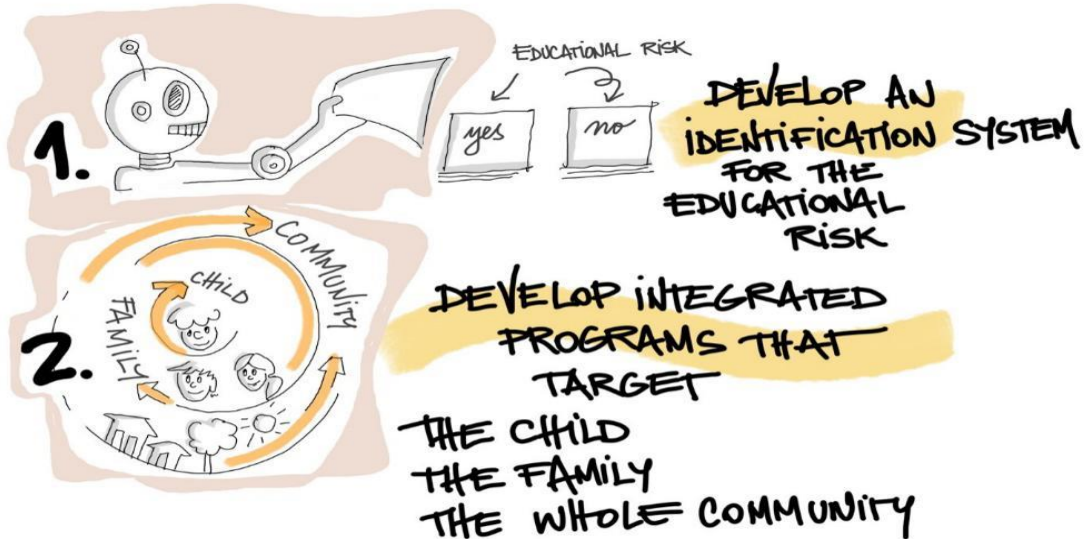 1.
EDUCATIONAL RISK
yes
no
DEVELOP AN
IDENTIFICATION SYSTEM
FOR THE
EDUCATIONAL
RISK
2.
COMMUNITY
CHILD
FAMILY
DEVELOP INTEGRATED
PROGRAMS THAT
TARGET
THE CHILD
THE FAMILY
THE WHOLE COMMUNITY